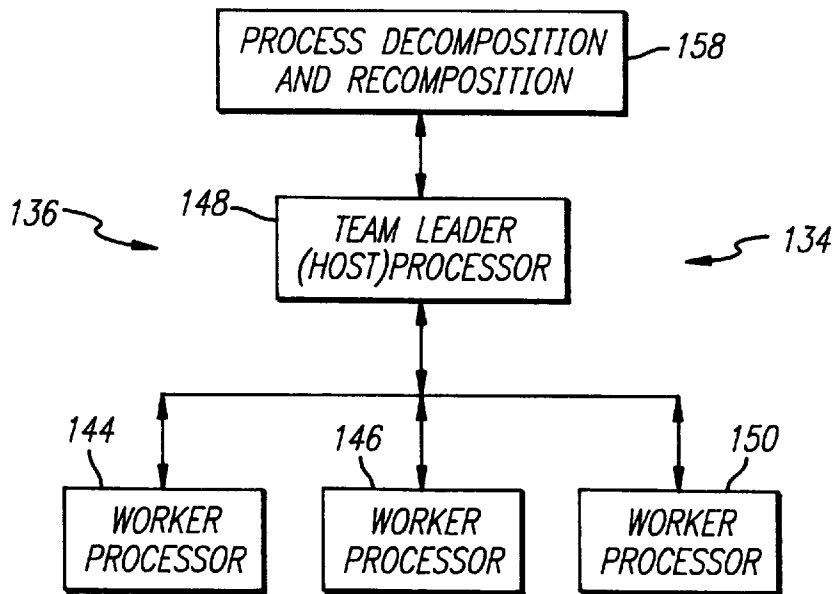 PROCESS DECOMPOSITION
AND RECOMPOSITION
158
148
TEAM LEADER
(HOST)PROCESSOR
136
134
144
146
150
WORKER
PROCESSOR
WORKER
PROCESSOR
WORKER
PROCESSOR